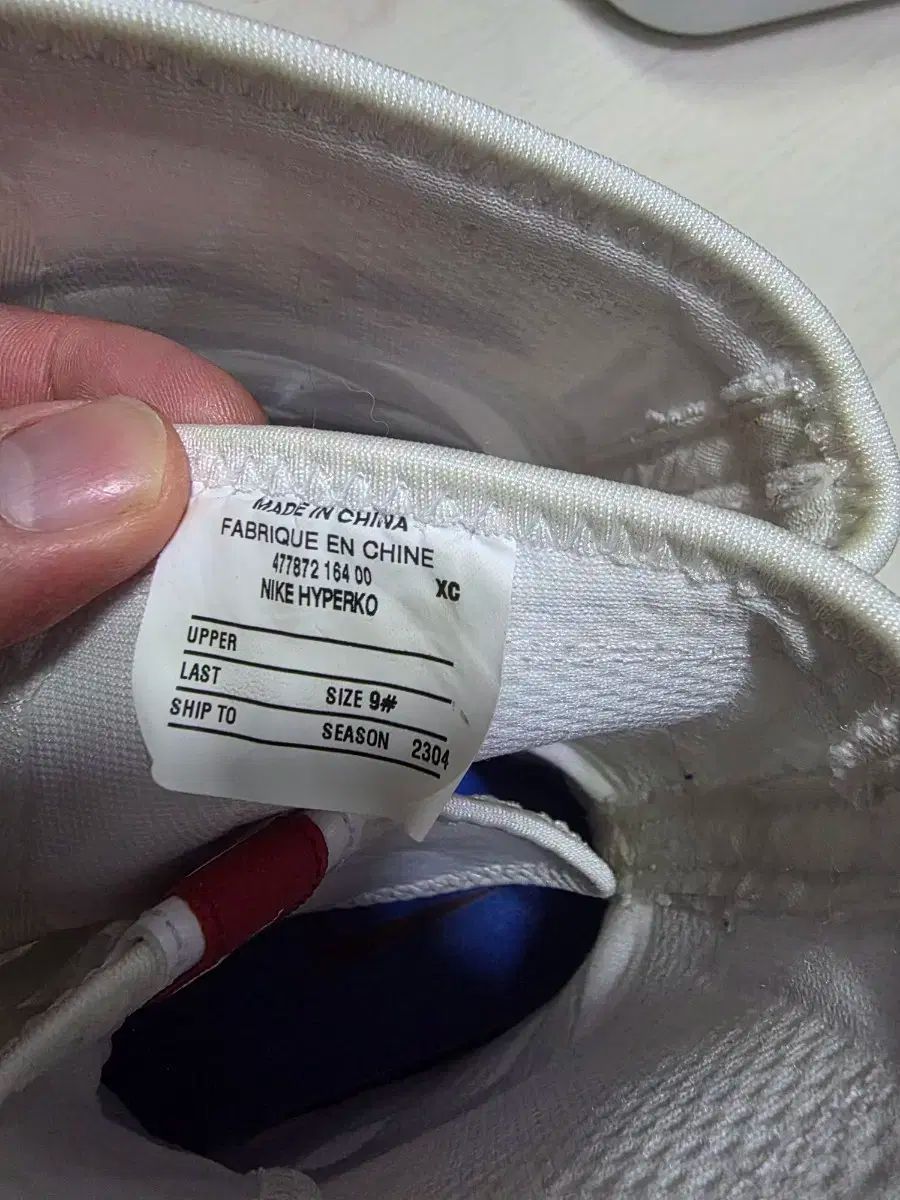 MADE IN CHINA
FABRIQUE EN CHINE
477872 164 00
XC
NIKE HYPERKO
UPPER
LAST
SIZE 9#
SHIP TO
SEASON 2304